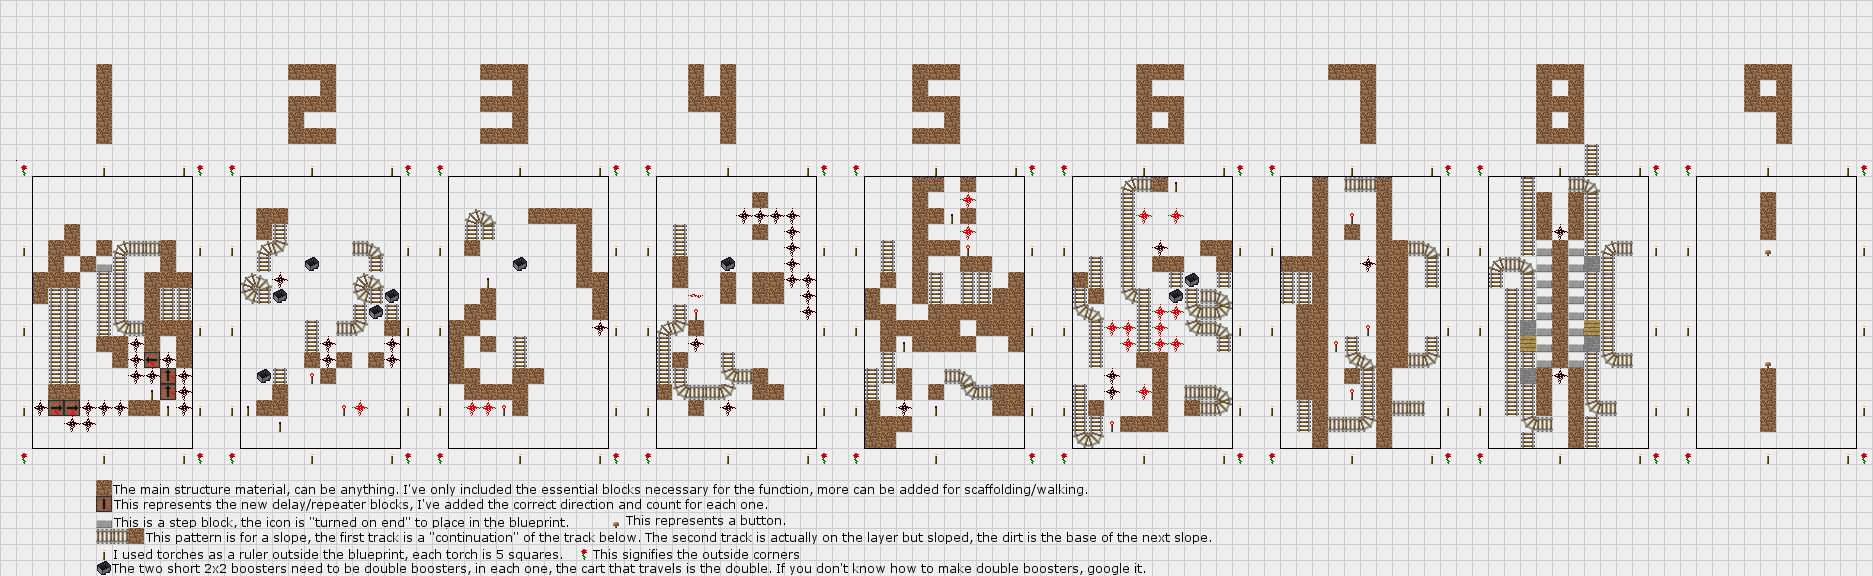 1 2 3 4 5 6 7 8 9
The main structure material, can be anything. I've only included the essential blocks necessary for the function, more can be added for scaffolding/walking.
This represents the new delay/repeater blocks, I've added the correct direction and count for each one.
This is a step block, the icon is "turned on end" to place in the blueprint. This represents a button.
This pattern is for a slope, the first track is a "continuation" of the track below. The second track is actually on the layer but sloped, the dirt is the base of the next slope.
I used torches as a ruler outside the blueprint, each torch is 5 squares. This signifies the outside corners
The two short 2x2 boosters need to be double boosters, in each one, the cart that travels is the double. If you don't know how to make double boosters, google it.